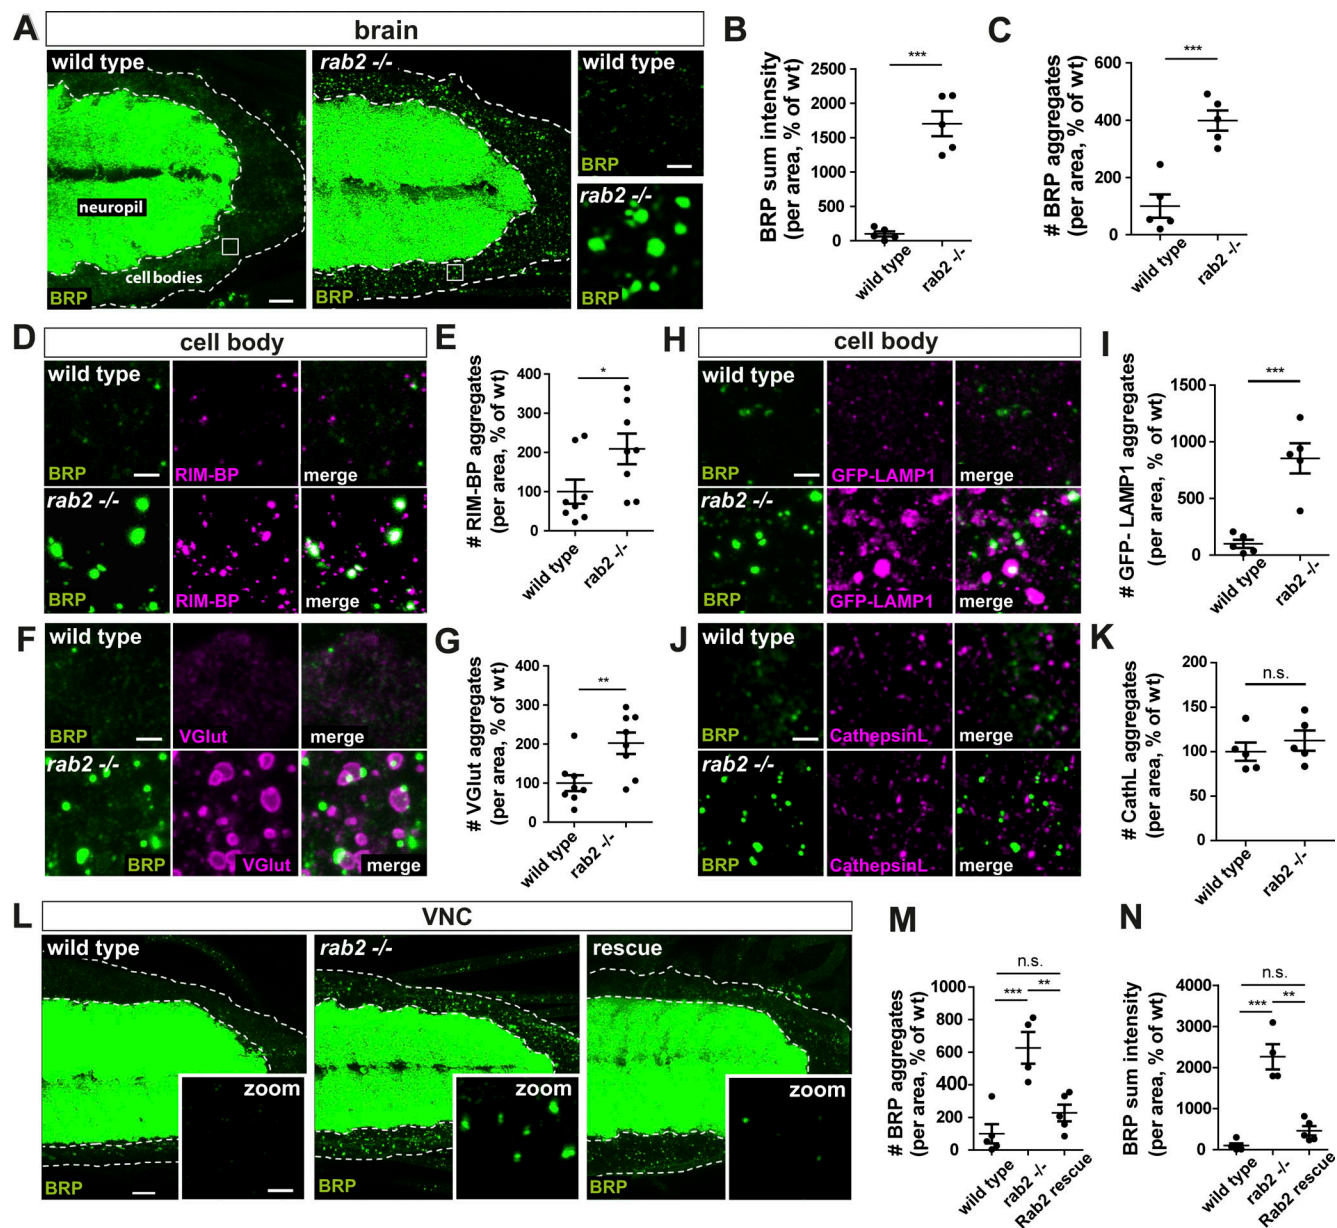 A
brain
wild type
rab2 -/-
wild type
BRP
rab2 -/-
neuropil
cell bodies
BRP
BRP
BRP
B
BRP sum intensity
(per area, % of wt)
2500
2000
1500
1000
500
0
***
wild type
rab2 -/-
C
# BRP aggregates
(per area, % of wt)
600
400
200
0
***
wild type
rab2 -/-
D
cell body
wild type
BRP
RIM-BP
merge
rab2 -/-
BRP
RIM-BP
merge
E
# RIM-BP aggregates
(per area, % of wt)
400
300
200
100
0
*
wild type
rab2 -/-
F
wild type
BRP
VGlut
merge
rab2 -/-
BRP
VGlut
merge
G
# VGlut aggregates
(per area, % of wt)
400
300
200
100
0
**
wild type
rab2 -/-
H
cell body
wild type
BRP
GFP-LAMP1
merge
rab2 -/-
BRP
GFP-LAMP1
merge
I
# GFP- LAMP1 aggregates
(per area, % of wt)
1500
1000
500
0
***
wild type
rab2 -/-
J
wild type
BRP
CathepsinL
merge
rab2 -/-
BRP
CathepsinL
merge
K
# CathL aggregates
(per area, % of wt)
200
150
100
50
0
n.s.
wild type
rab2 -/-
L
VNC
wild type
rab2 -/-
rescue
zoom
zoom
zoom
BRP
BRP
BRP
M
# BRP aggregates
(per area, % of wt)
1000
800
600
400
200
0
n.s.
***
**
wild type
rab2 -/-
Rab2 rescue
N
BRP sum intensity
(per area, % of wt)
4000
3000
2000
1000
0
n.s.
***
**
wild type
rab2 -/-
Rab2 rescue